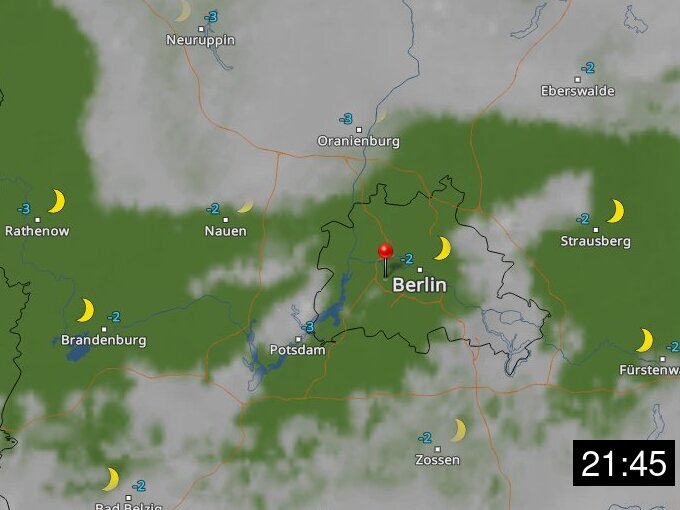 -3
Neuruppin
-2
Eberswalde
-3
Oranienburg
-3
Rathenow
-2
Nauen
-2
Strausberg
-2
Berlin
-2
Brandenburg
-3
Potsdam
-2
Fürstenwa
-2
Zossen
-2
Bad Belzig
21:45